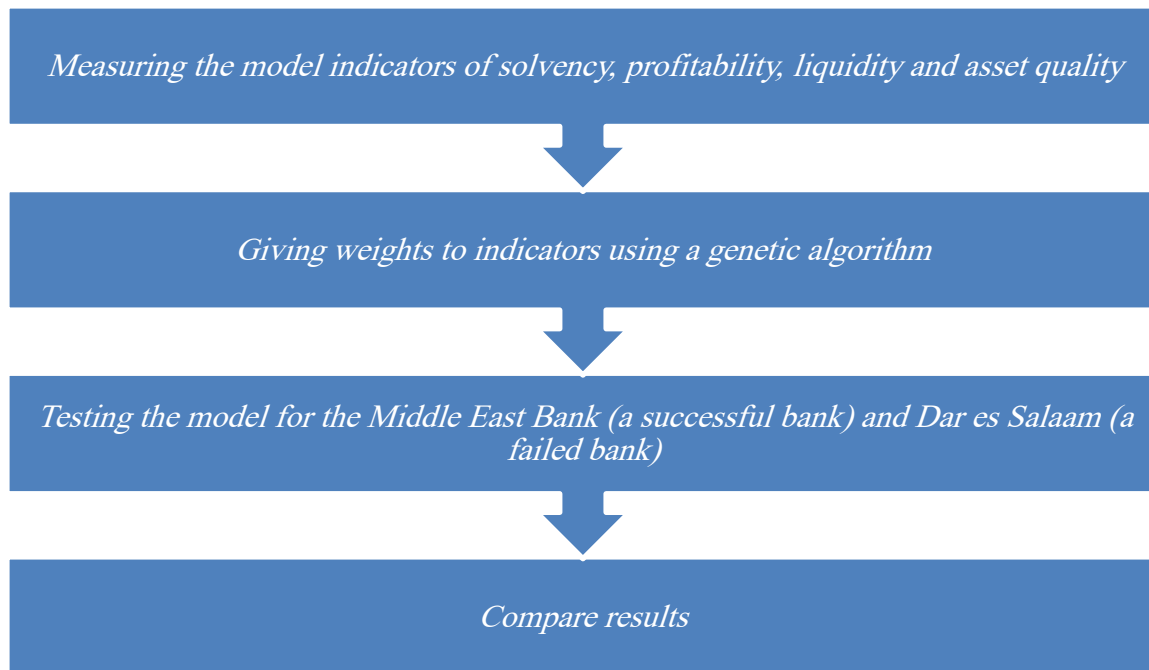 Measuring the model indicators of solvency, profitability, liquidity and asset quality
Giving weights to indicators using a genetic algorithm
Testing the model for the Middle East Bank (a successful bank) and Dar es Salaam (a
failed bank)
Compare results